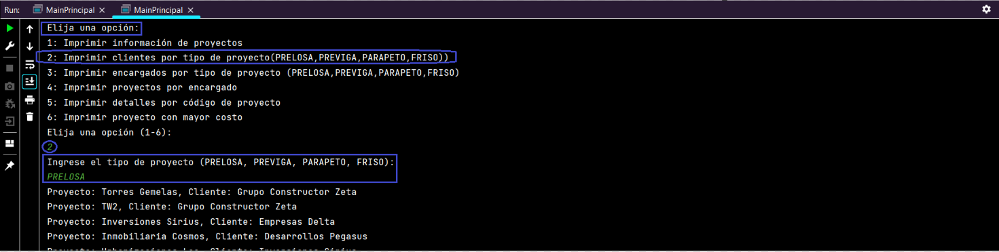 Run: MainPrincipal × MainPrincipal ×
Elija una opción:
1: Imprimir información de proyectos
2: Imprimir clientes por tipo de proyecto(PRELOSA,PREVIGA,PARAPETO,FRISO))
3: Imprimir encargados por tipo de proyecto (PRELOSA,PREVIGA,PARAPETO,FRISO)
4: Imprimir proyectos por encargado
5: Imprimir detalles por código de proyecto
6: Imprimir proyecto con mayor costo
Elija una opción (1-6):
2
Ingrese el tipo de proyecto (PRELOSA, PREVIGA, PARAPETO, FRISO):
PRELOSA
Proyecto: Torres Gemelas, Cliente: Grupo Constructor Zeta
Proyecto: TW2, Cliente: Grupo Constructor Zeta
Proyecto: Inversiones Sirius, Cliente: Empresas Delta
Proyecto: Inmobiliaria Cosmos, Cliente: Desarrollos Pegasus